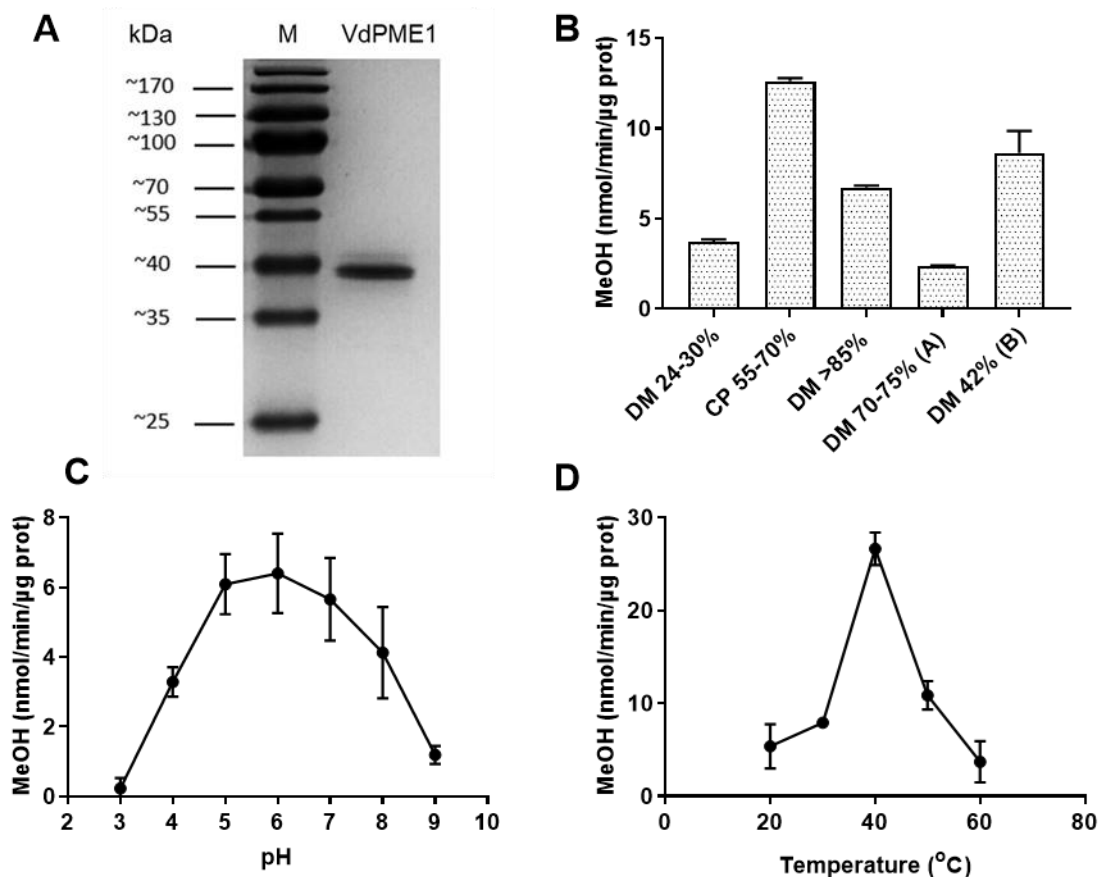 A
kDa M VdPME1
~170
~130
~100
~70
~55
~40
~35
~25
B
MeOH (nmol/min/µg prot)
15
10
5
0
DM 24-30%
CP 55-70%
DM >85%
DM 70-75% (A)
DM 42% (B)
C
MeOH (nmol/min/µg prot)
8
6
4
2
0
2 3 4 5 6 7 8 9 10
pH
D
MeOH (nmol/min/µg prot)
30
20
10
0
0 20 40 60 80
Temperature (°C)